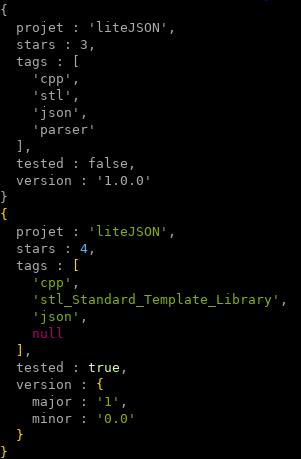 {
  projet : 'liteJSON',
  stars : 3,
  tags : [
    'cpp',
    'stl',
    'json',
    'parser'
  ],
  tested : false,
  version : '1.0.0'
}
{
  projet : 'liteJSON',
  stars : 4,
  tags : [
    'cpp',
    'stl_Standard_Template_Library',
    'json',
    null
  ],
  tested : true,
  version : {
    major : '1',
    minor : '0.0'
  }
}